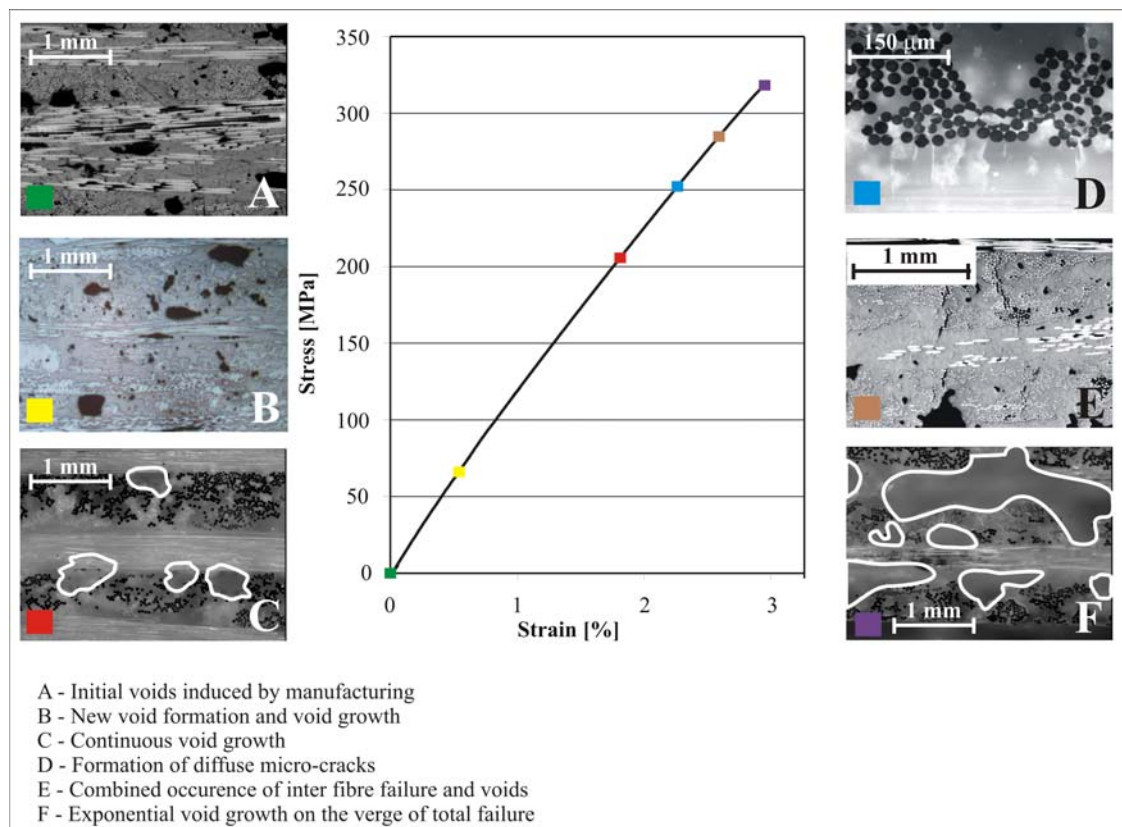 1 mm
A
1 mm
B
1 mm
C
350
300
250
200
150
100
50
0
Stress [MPa]
0 1 2 3
Strain [%]
150 μm
D
1 mm
E
1 mm
F
A - Initial voids induced by manufacturing
B - New void formation and void growth
C - Continuous void growth
D - Formation of diffuse micro-cracks
E - Combined occurence of inter fibre failure and voids
F - Exponential void growth on the verge of total failure